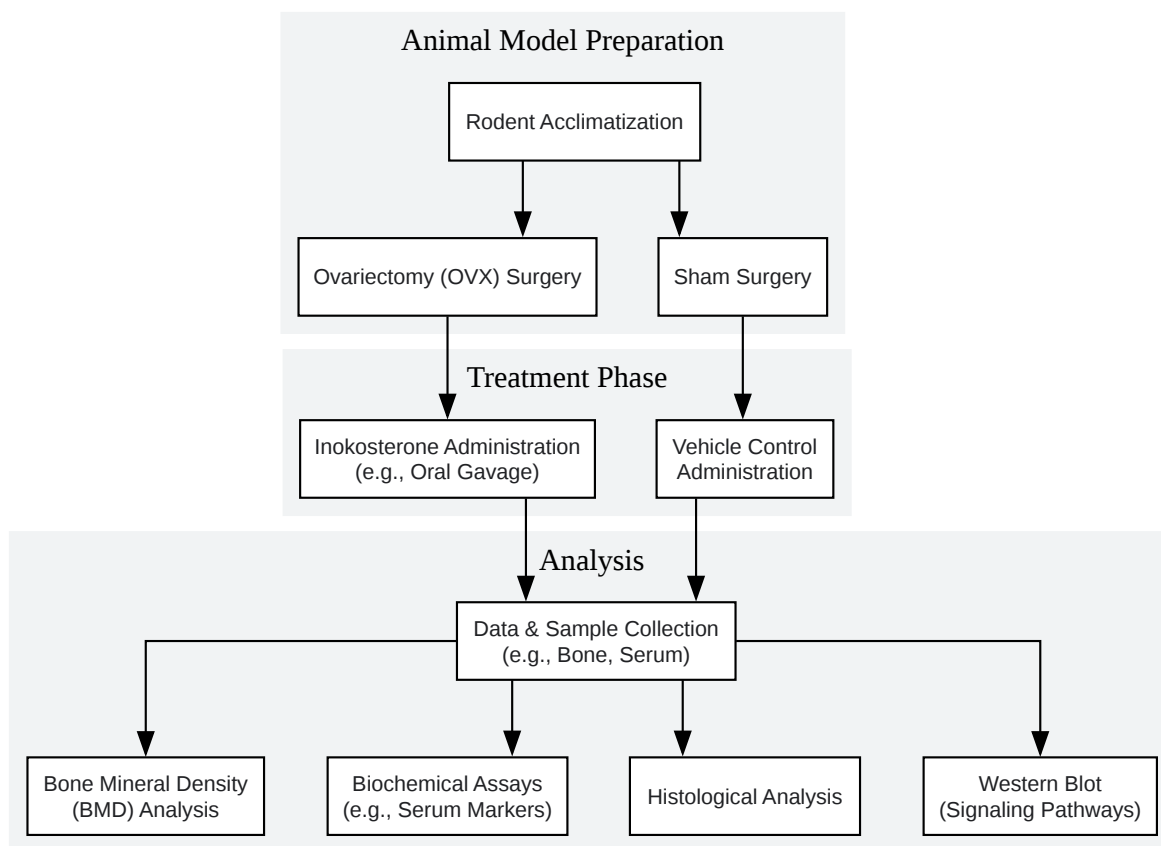 Animal Model Preparation
Rodent Acclimatization
Ovariectomy (OVX) Surgery
Sham Surgery
Treatment Phase
Inokosterone Administration
(e.g., Oral Gavage)
Vehicle Control
Administration
Analysis
Data & Sample Collection
(e.g., Bone, Serum)
Bone Mineral Density
(BMD) Analysis
Biochemical Assays
(e.g., Serum Markers)
Histological Analysis
Western Blot
(Signaling Pathways)